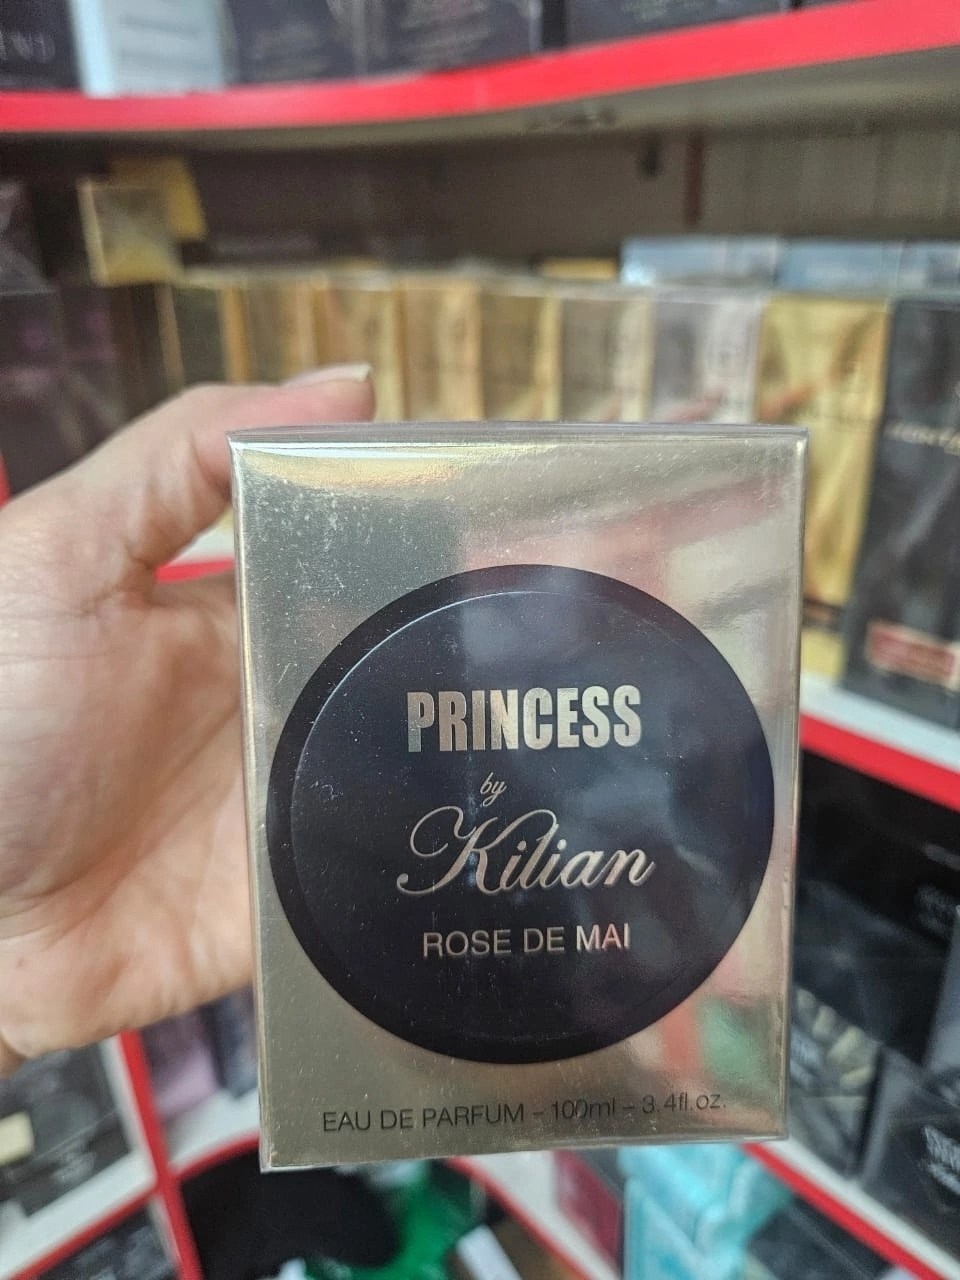 PRINCESS
by
Kilian
ROSE DE MAI
EAU DE PARFUM - 100ml - 3.4fl.oz.